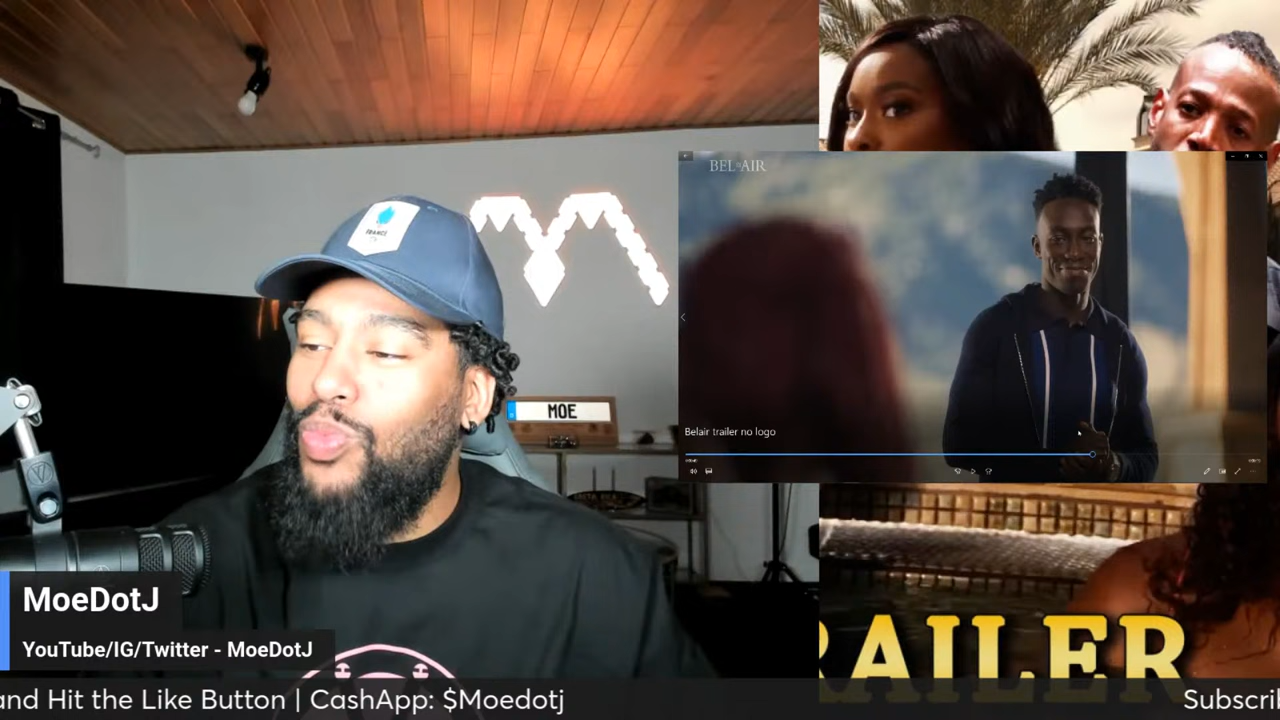 FRANCE
MOE
BEL AIR
Belair trailer no logo
RAILER
MoeDotJ
YouTube/IG/Twitter - MoeDotJ
and Hit the Like Button | CashApp: $Moedotj
Subscri